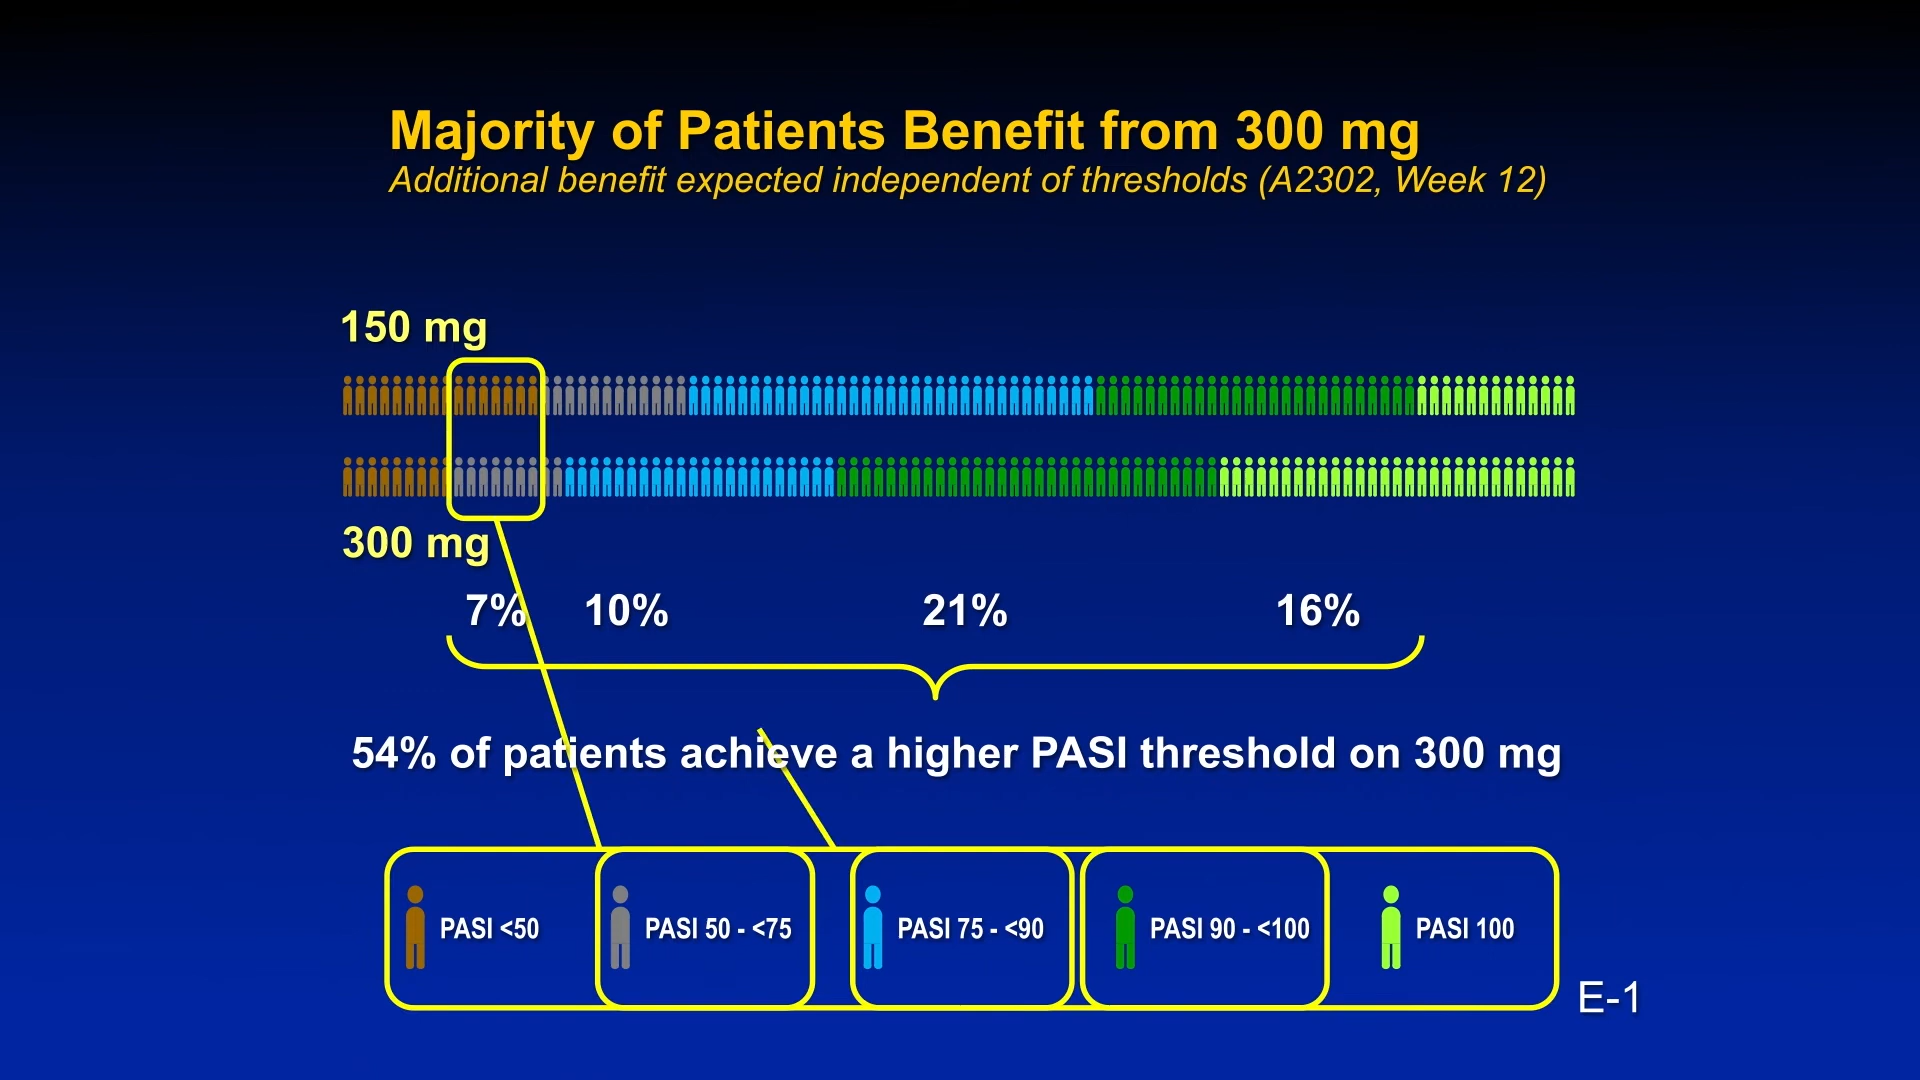 Majority of Patients Benefit from 300 mg
Additional benefit expected independent of thresholds (A2302, Week 12)
150 mg
300 mg
7% 10% 21% 16%
54% of patients achieve a higher PASI threshold on 300 mg
PASI <50 PASI 50 - <75 PASI 75 - <90 PASI 90 - <100 PASI 100
E-1